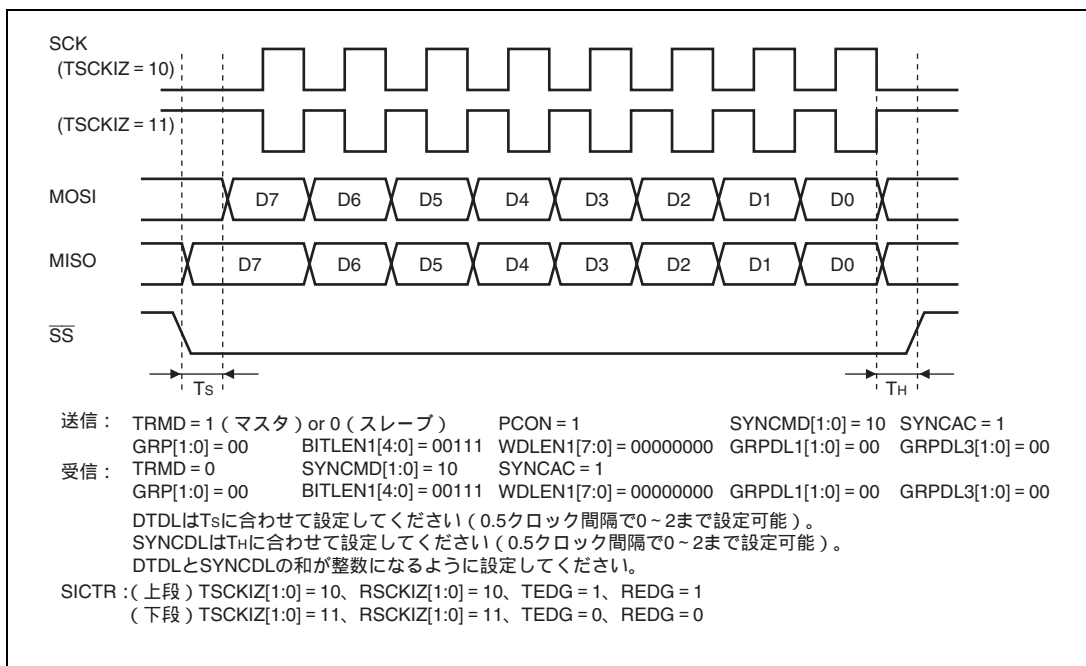 SCK
(TSCKIZ = 10)
(TSCKIZ = 11)
MOSI D7 D6 D5 D4 D3 D2 D1 D0
MISO D7 D6 D5 D4 D3 D2 D1 D0
SS
Ts TH
送信： TRMD = 1（マスタ）or 0（スレーブ） PCON = 1 SYNCMD[1:0] = 10 SYNCAC = 1
GRP[1:0] = 00 BITLEN1[4:0] = 00111 WDLEN1[7:0] = 00000000 GRPDL1[1:0] = 00 GRPDL3[1:0] = 00
受信： TRMD = 0 SYNCMD[1:0] = 10 SYNCAC = 1
GRP[1:0] = 00 BITLEN1[4:0] = 00111 WDLEN1[7:0] = 00000000 GRPDL1[1:0] = 00 GRPDL3[1:0] = 00
DTDLはTsに合わせて設定してください（0.5クロック間隔で0～2まで設定可能）。
SYNCDLはTHに合わせて設定してください（0.5クロック間隔で0～2まで設定可能）。
DTDLとSYNCDLの和が整数になるように設定してください。
SICTR：（上段）TSCKIZ[1:0] = 10、RSCKIZ[1:0] = 10、TEDG = 1、REDG = 1
（下段）TSCKIZ[1:0] = 11、RSCKIZ[1:0] = 11、TEDG = 0、REDG = 0